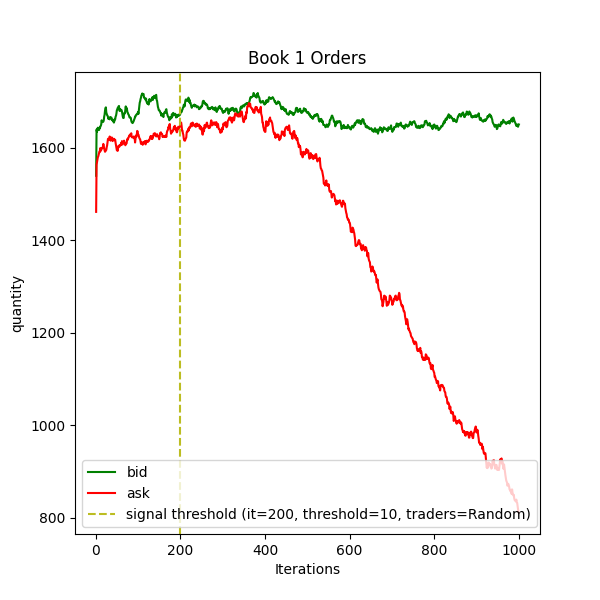 Book 1 Orders
quantity
1600
1400
1200
1000
800
bid
ask
signal threshold (it=200, threshold=10, traders=Random)
0 200 400 600 800 1000
Iterations